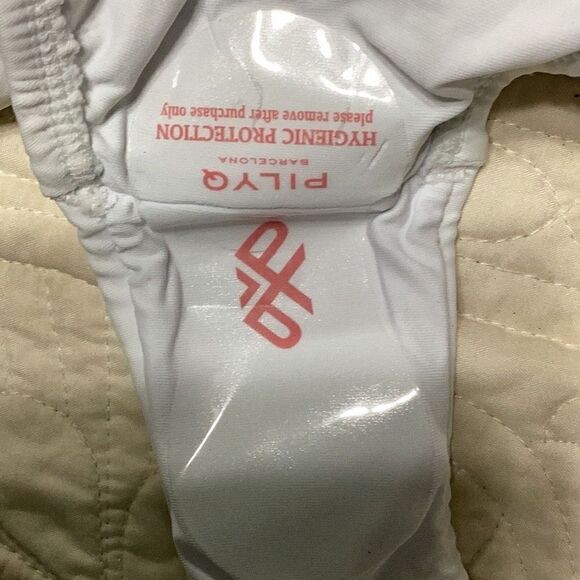 PILYQ
BARCELONA
HYGIENIC PROTECTION
please remove after purchase only